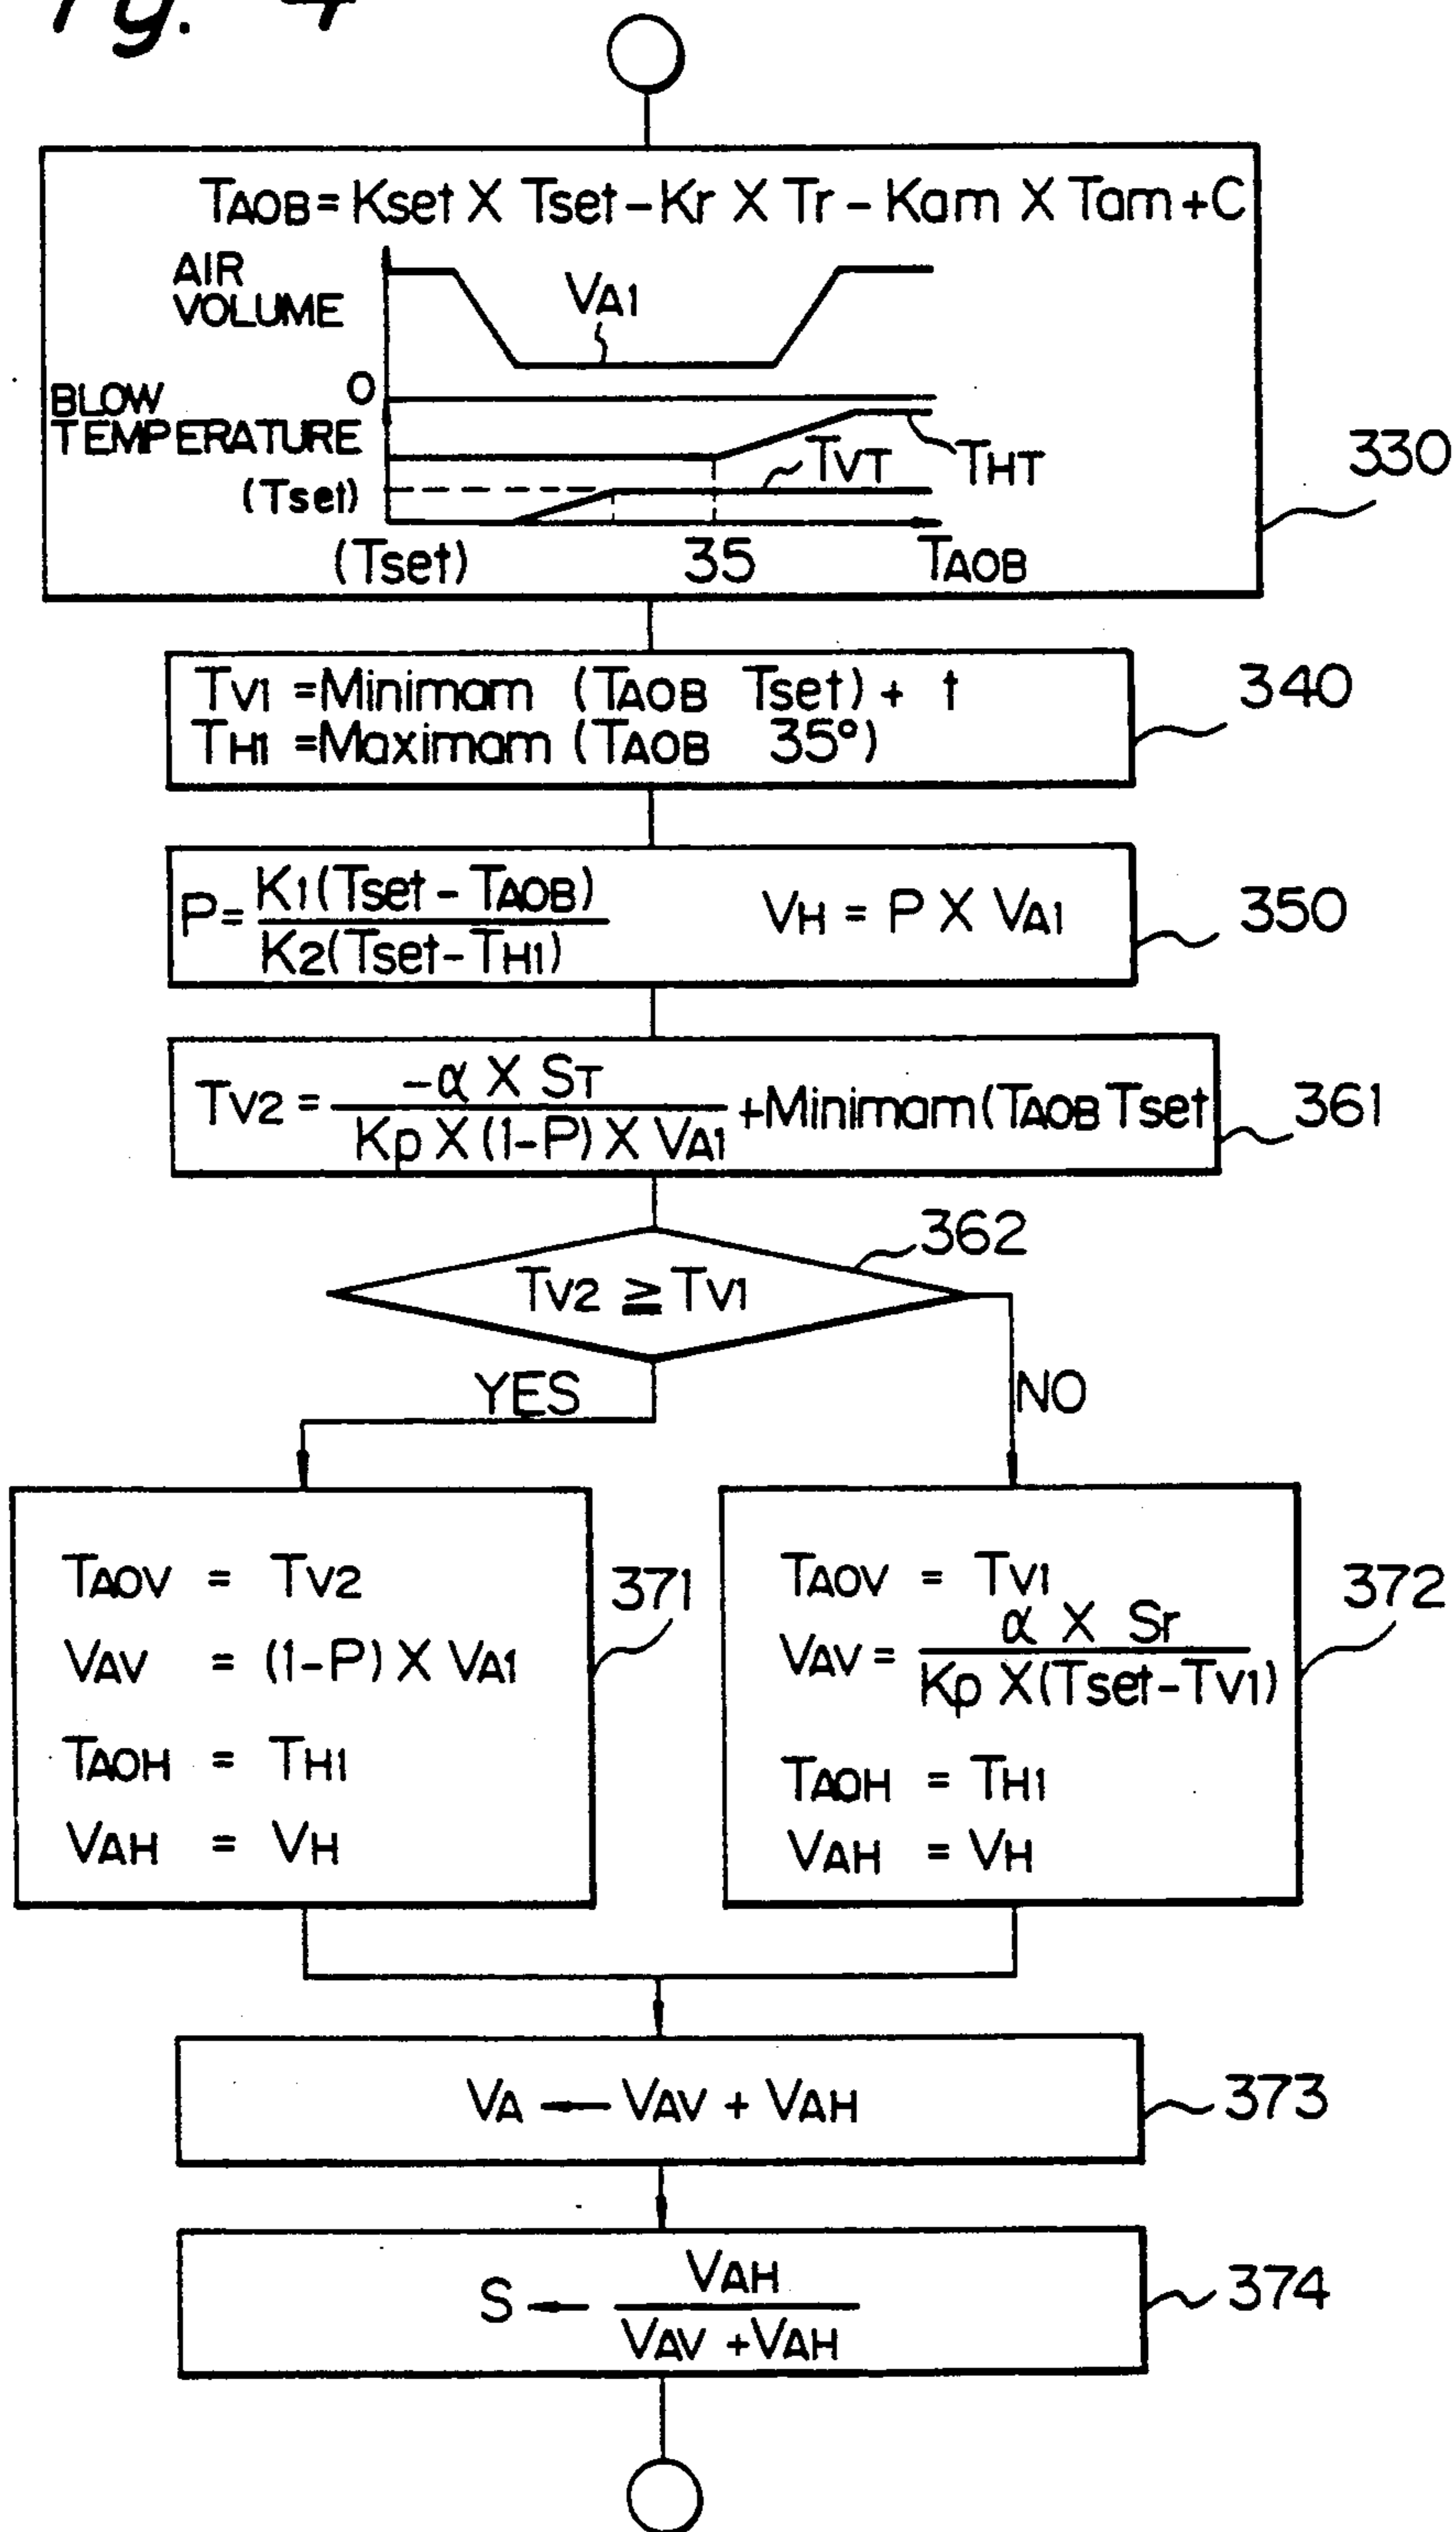 TAOB = Kset X Tset - Kr X Tr - Kam X Tam + C
AIR
VOLUME
VA1
O
BLOW
TEMPERATURE
THT
TVT
(Tset)
(Tset) 35 TAOB
330
TV1 = Minimam (TAOB Tset) + t
TH1 = Maximam (TAOB 35°)
340
P = K1(Tset - TAOB)
K2(Tset - TH1)
VH = P X VA1
350
TV2 = -α X ST
Kp X (1-P) X VA1
+ Minimam (TAOB Tset
361
TV2 ≧ TV1
362
YES
NO
TAOV = TV2
VAV = (1-P) X VA1
TAOH = TH1
VAH = VH
371
TAOV = TV1
VAV = α X Sr
Kp X (Tset - TV1)
TAOH = TH1
VAH = VH
372
VA ← VAV + VAH
373
S ← VAH
VAV + VAH
374